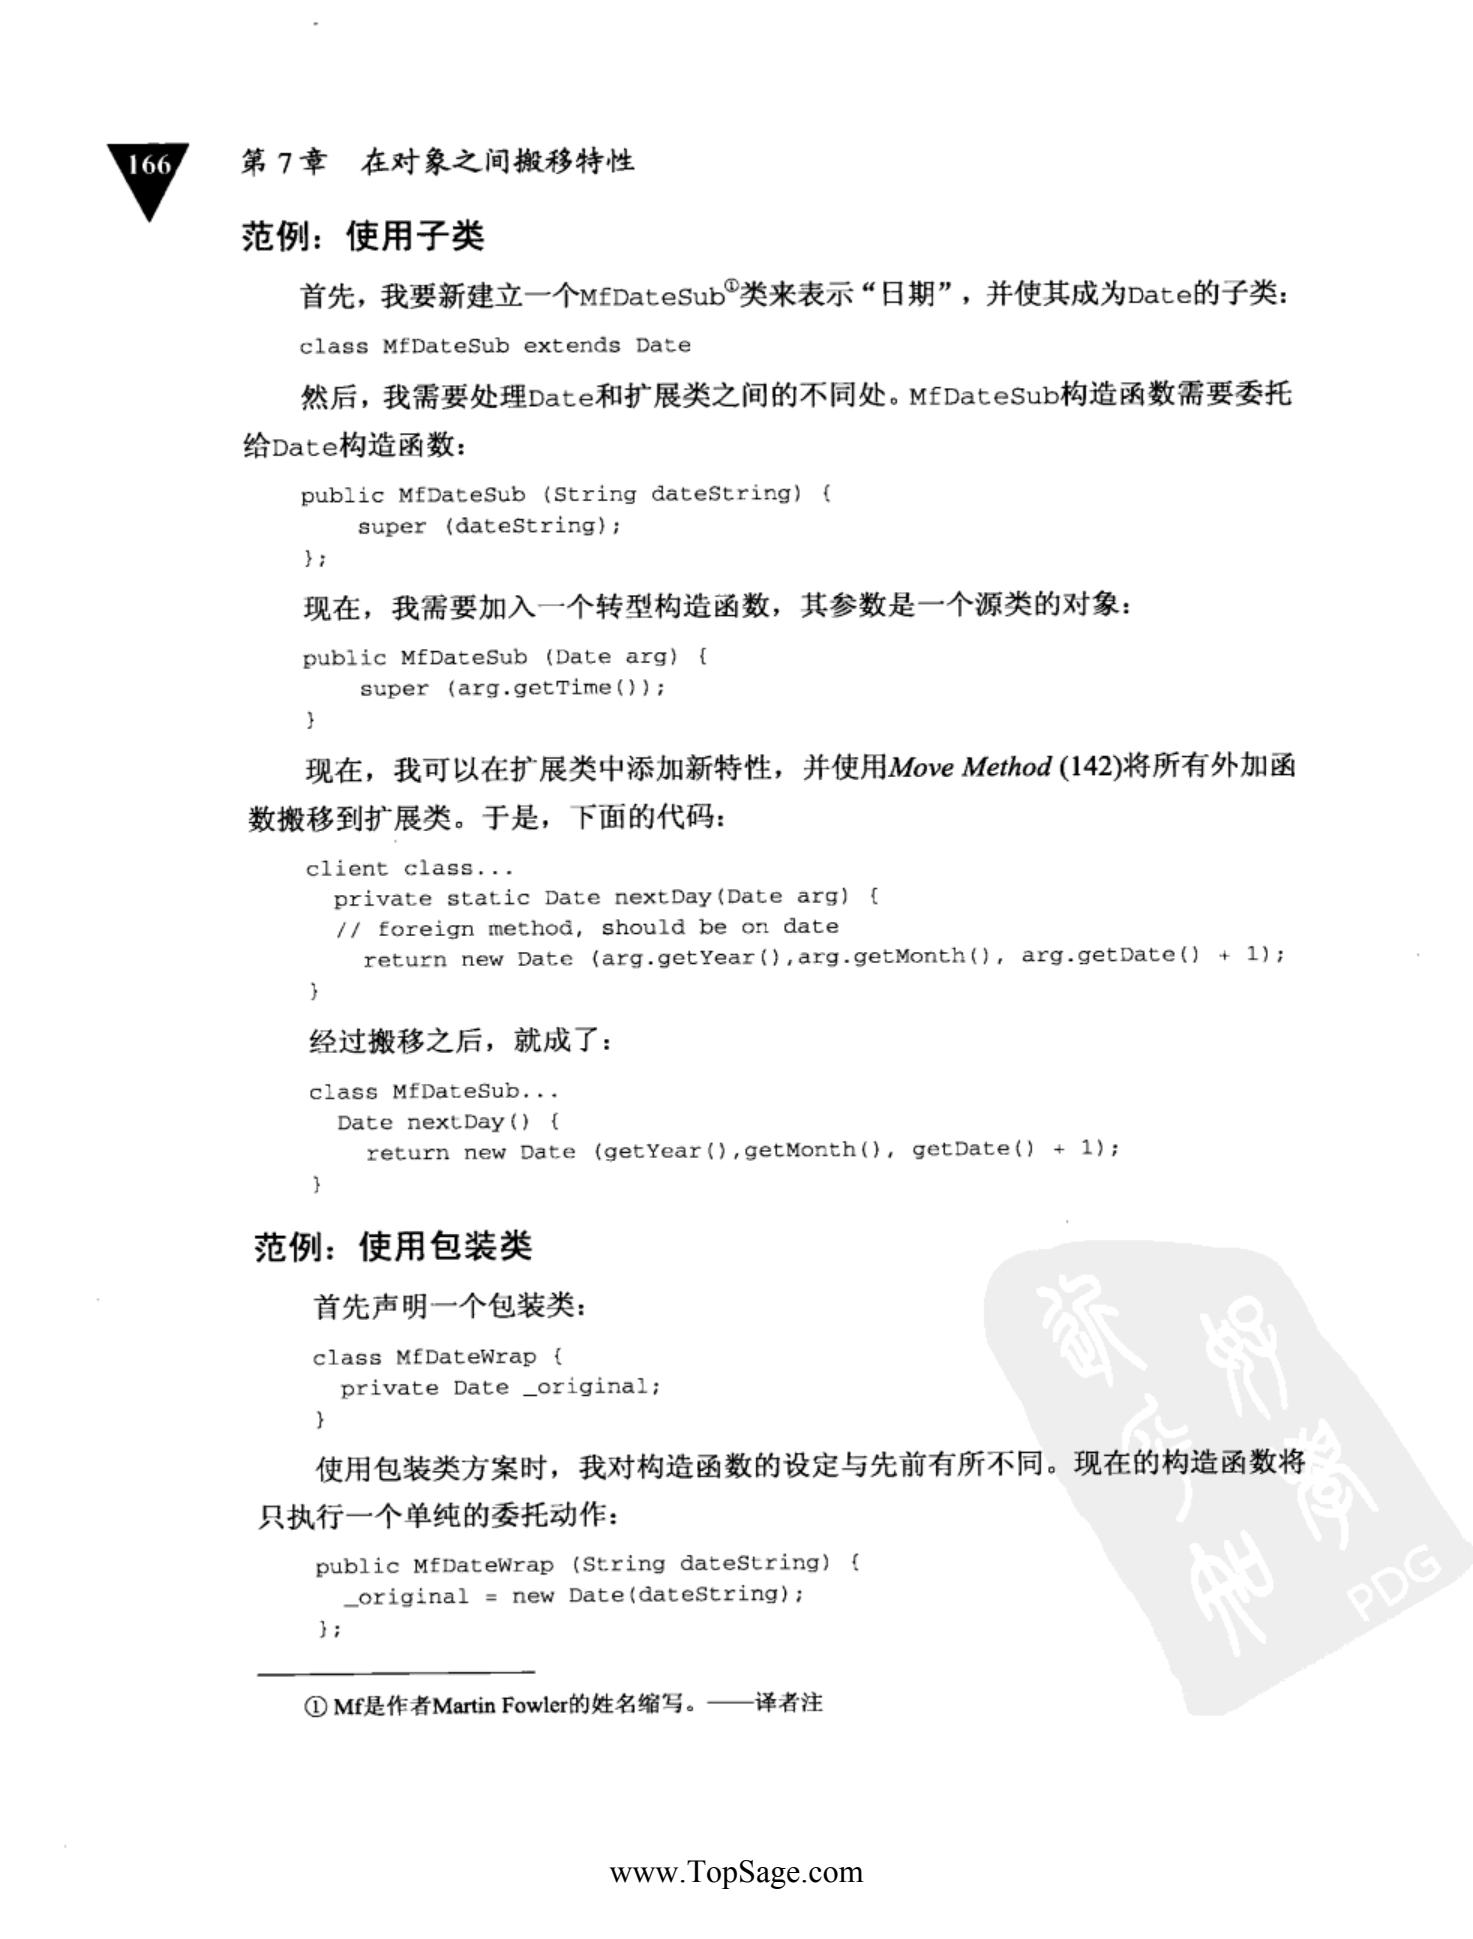 166
第 7 章 在对象之间搬移特性
范例：使用子类
首先，我要新建立一个MfDateSub①类来表示“日期”，并使其成为Date的子类：
class MfDateSub extends Date
然后，我需要处理Date和扩展类之间的不同处。MfDateSub构造函数需要委托
给Date构造函数：
public MfDateSub (String dateString) {
    super (dateString);
};
现在，我需要加入一个转型构造函数，其参数是一个源类的对象：
public MfDateSub (Date arg) {
    super (arg.getTime());
}
现在，我可以在扩展类中添加新特性，并使用Move Method (142)将所有外加函
数搬移到扩展类。于是，下面的代码：
client class...
  private static Date nextDay(Date arg) {
  // foreign method, should be on date
    return new Date (arg.getYear(),arg.getMonth(), arg.getDate() + 1);
}
经过搬移之后，就成了：
class MfDateSub...
  Date nextDay() {
    return new Date (getYear(),getMonth(), getDate() + 1);
}
范例：使用包装类
首先声明一个包装类：
class MfDateWrap {
  private Date _original;
}
使用包装类方案时，我对构造函数的设定与先前有所不同。现在的构造函数将
只执行一个单纯的委托动作：
public MfDateWrap (String dateString) {
  _original = new Date(dateString);
};
PDG
① Mf是作者Martin Fowler的姓名缩写。——译者注
www.TopSage.com